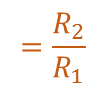 = R₂/R₁